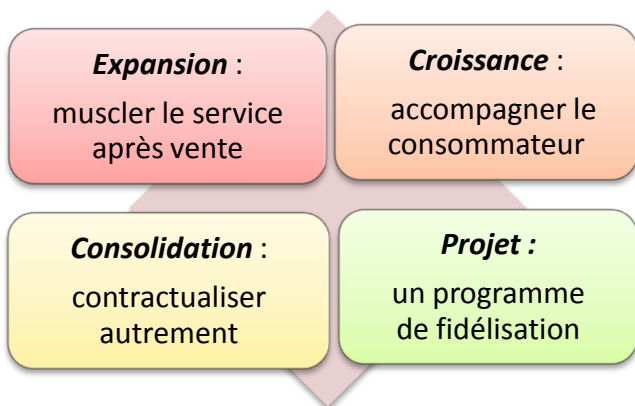 Expansion :
muscler le service
après vente
Croissance :
accompagner le
consommateur
Consolidation :
contractualiser
autrement
Projet :
un programme
de fidélisation